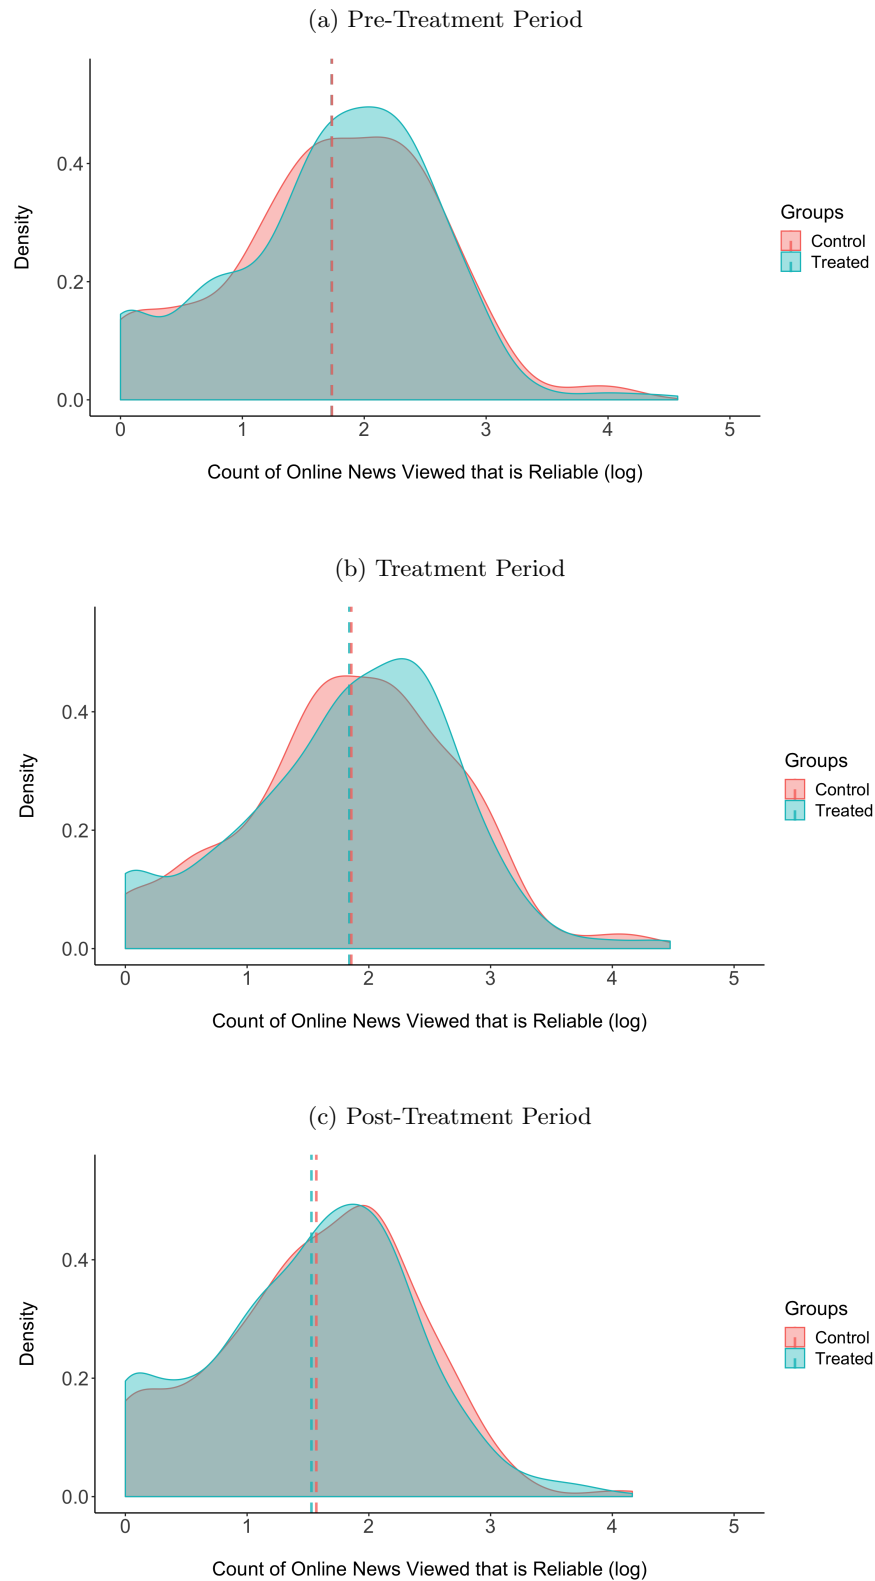 (a) Pre-Treatment Period
Density
0.4
0.2
0.0
0 1 2 3 4 5
Count of Online News Viewed that is Reliable (log)
Groups
Control
Treated
(b) Treatment Period
Density
0.4
0.2
0.0
0 1 2 3 4 5
Count of Online News Viewed that is Reliable (log)
Groups
Control
Treated
(c) Post-Treatment Period
Density
0.4
0.2
0.0
0 1 2 3 4 5
Count of Online News Viewed that is Reliable (log)
Groups
Control
Treated